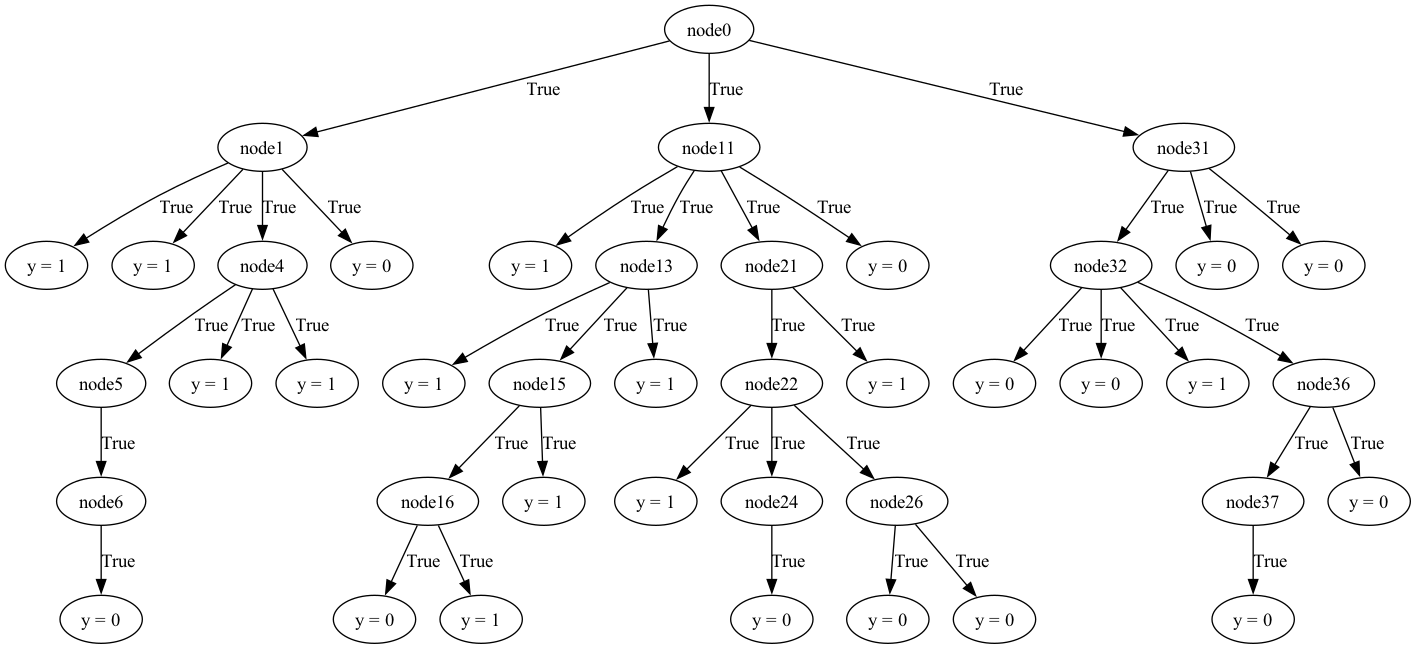 node0
True True True
node1 node11 node31
True True True True True True True True True True True
y = 1 y = 1 node4 y = 0 y = 1 node13 node21 y = 0 node32 y = 0 y = 0
True True True True True True True True True True True True
node5 y = 1 y = 1 y = 1 node15 y = 1 node22 y = 1 y = 0 y = 0 y = 1 node36
True True True True True True True True
node6 node16 y = 1 y = 1 node24 node26 node37 y = 0
True True True True True True True
y = 0 y = 0 y = 1 y = 0 y = 0 y = 0 y = 0